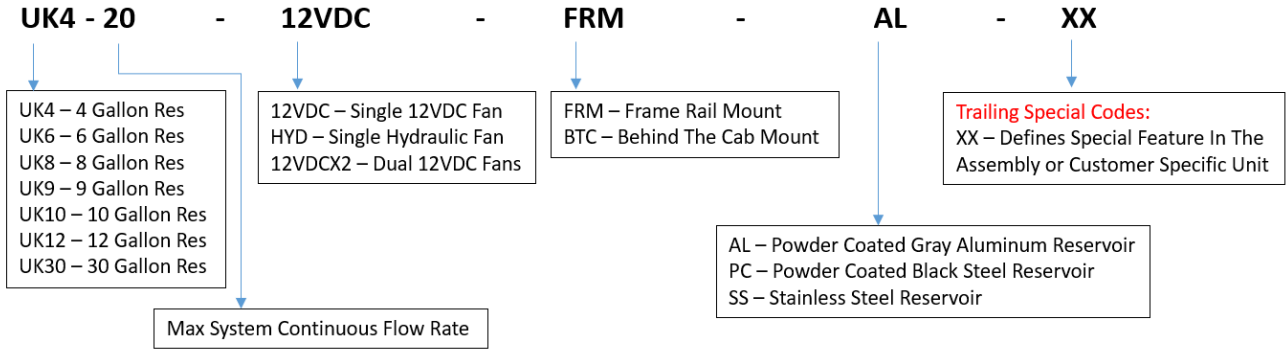 UK4 - 20 - 12VDC - FRM - AL - XX
UK4 – 4 Gallon Res
UK6 – 6 Gallon Res
UK8 – 8 Gallon Res
UK9 – 9 Gallon Res
UK10 – 10 Gallon Res
UK12 – 12 Gallon Res
UK30 – 30 Gallon Res
Max System Continuous Flow Rate
12VDC – Single 12VDC Fan
HYD – Single Hydraulic Fan
12VDCX2 – Dual 12VDC Fans
FRM – Frame Rail Mount
BTC – Behind The Cab Mount
AL – Powder Coated Gray Aluminum Reservoir
PC – Powder Coated Black Steel Reservoir
SS – Stainless Steel Reservoir
Trailing Special Codes:
XX – Defines Special Feature In The
Assembly or Customer Specific Unit